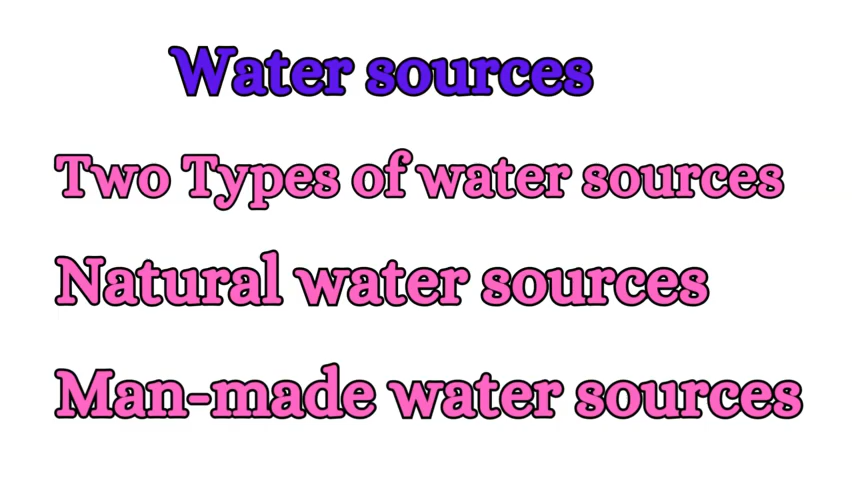 Water sources
Two Types of water sources
Natural water sources
Man-made water sources